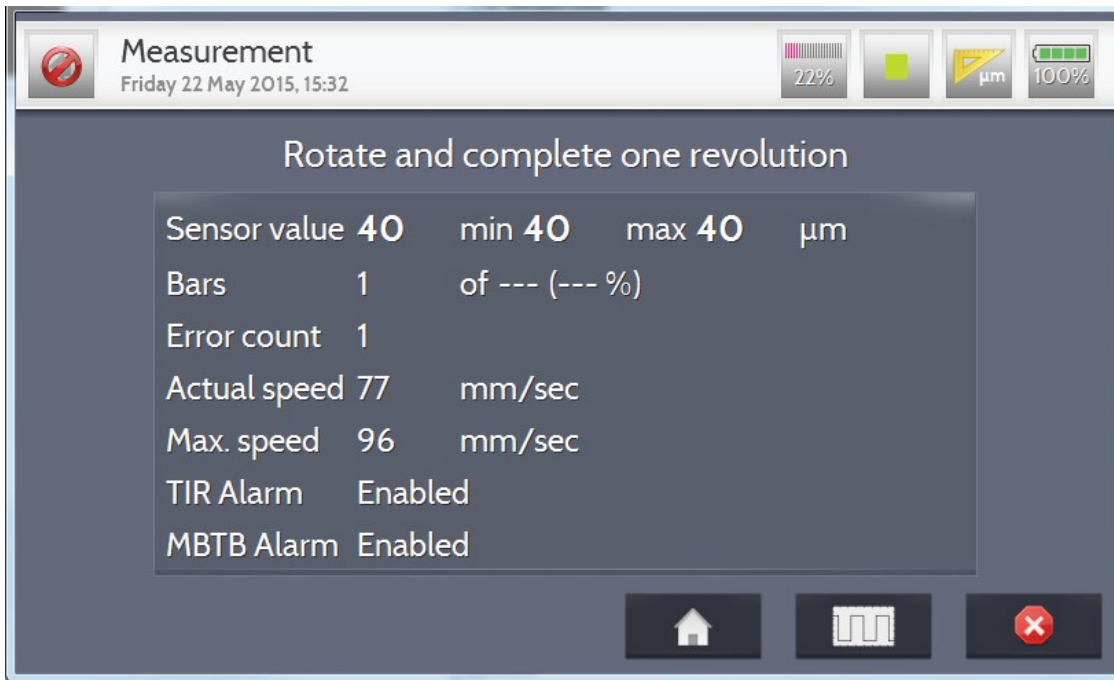 Measurement
Friday 22 May 2015, 15:32
22%
µm
100%
Rotate and complete one revolution
Sensor value 40 min 40 max 40 µm
Bars 1 of --- (--- %)
Error count 1
Actual speed 77 mm/sec
Max. speed 96 mm/sec
TIR Alarm Enabled
MBTB Alarm Enabled